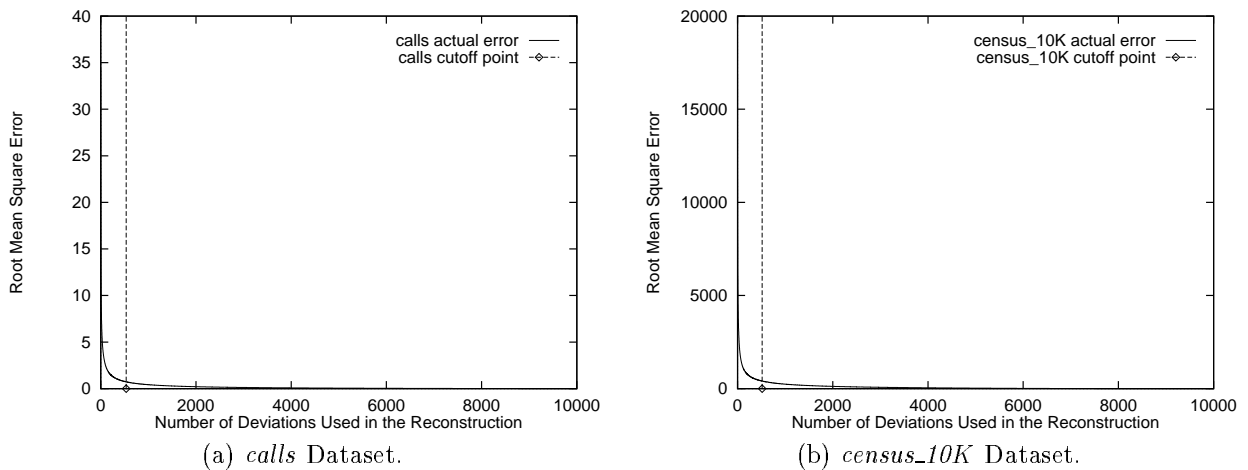 40
35
30
25
20
15
10
5
0
Root Mean Square Error
calls actual error
calls cutoff point
0 2000 4000 6000 8000 10000
Number of Deviations Used in the Reconstruction
(a) calls Dataset.
20000
15000
10000
5000
0
Root Mean Square Error
census_10K actual error
census_10K cutoff point
0 2000 4000 6000 8000 10000
Number of Deviations Used in the Reconstruction
(b) census_10K Dataset.